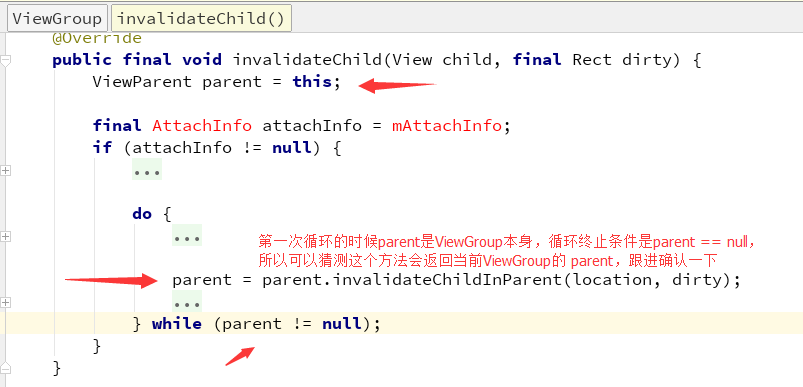 ViewGroup invalidateChild()
@Override
public final void invalidateChild(View child, final Rect dirty) {
ViewParent parent = this;
final AttachInfo attachInfo = mAttachInfo;
if (attachInfo != null) {
...
do {
...
第一次循环的时候parent是ViewGroup本身，循环终止条件是parent == null，
所以可以猜测这个方法会返回当前ViewGroup的 parent，跟进确认一下
parent = parent.invalidateChildInParent(location, dirty);
...
} while (parent != null);
}
}